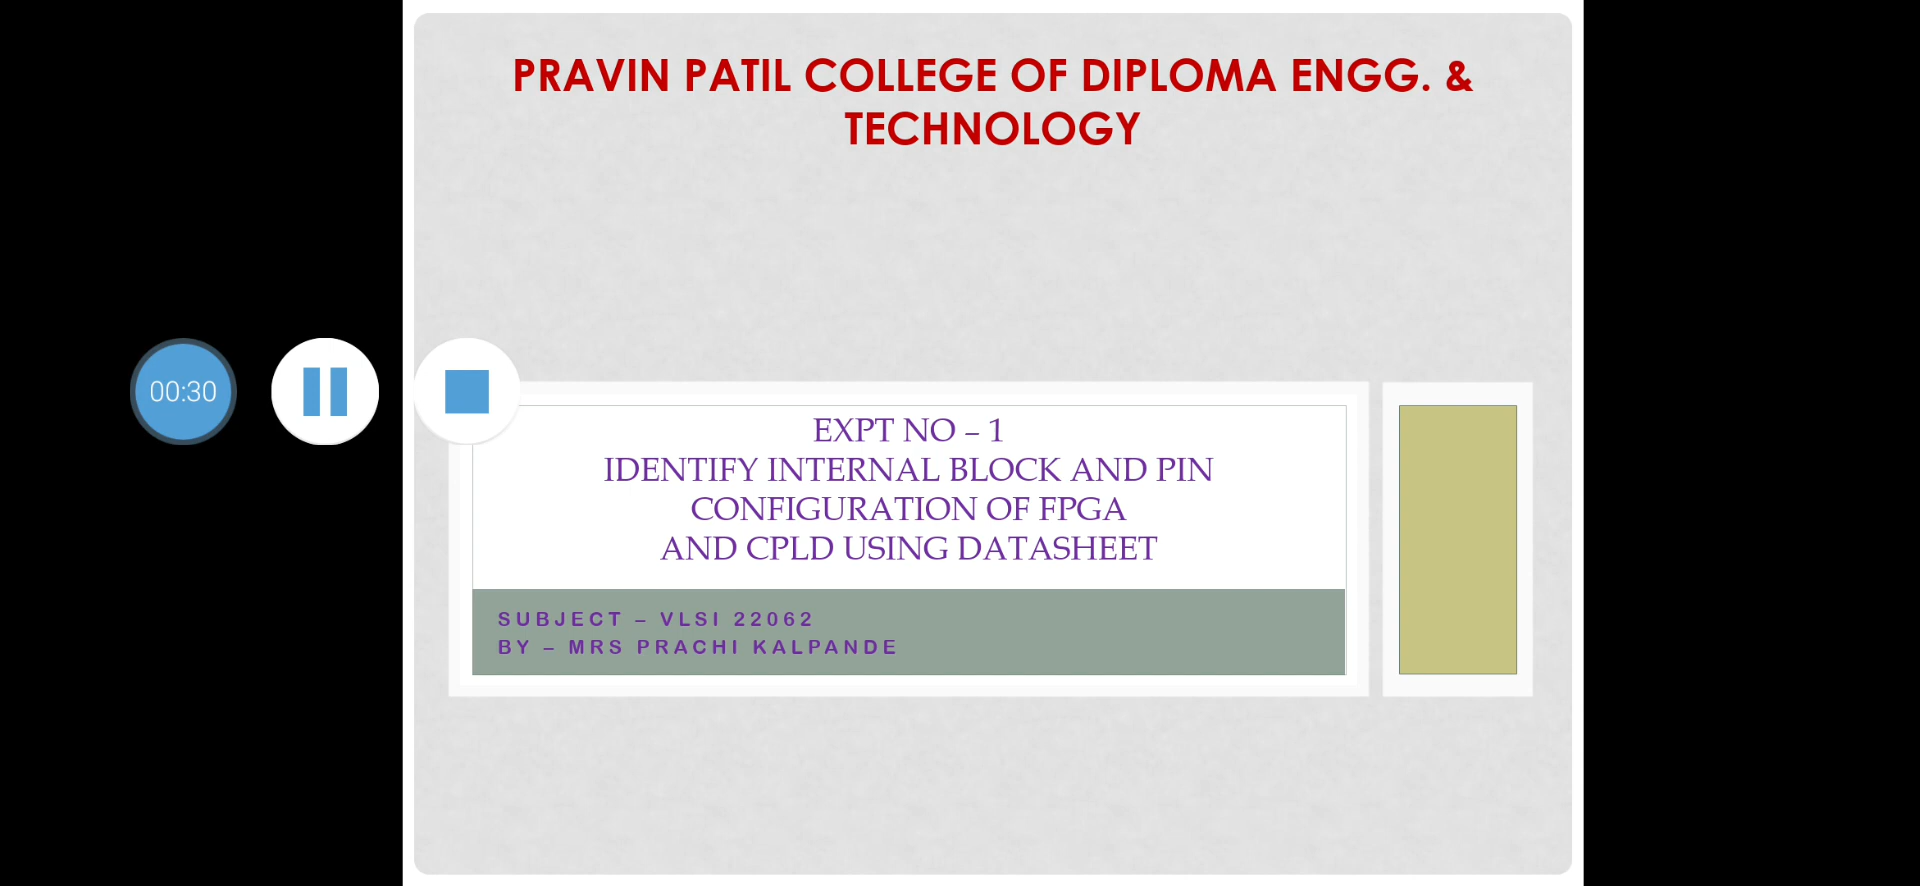 PRAVIN PATIL COLLEGE OF DIPLOMA ENGG. &
TECHNOLOGY
00:30
EXPT NO – 1
IDENTIFY INTERNAL BLOCK AND PIN
CONFIGURATION OF FPGA
AND CPLD USING DATASHEET
SUBJECT – VLSI 22062
BY – MRS PRACHI KALPANDE